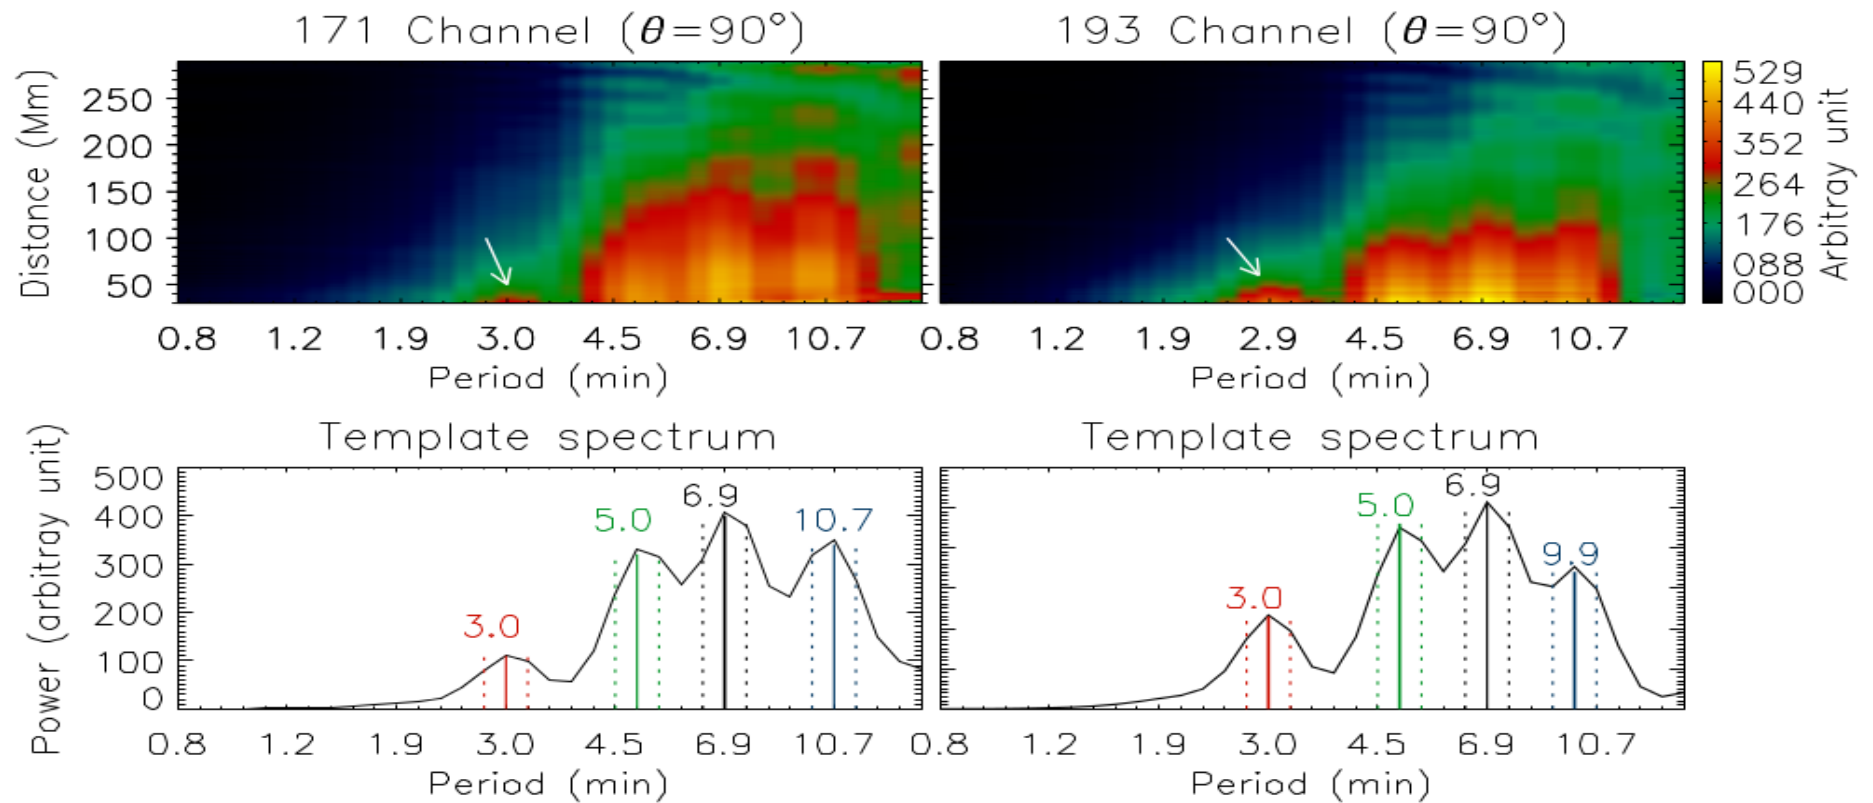 171 Channel (θ=90°)
193 Channel (θ=90°)
Distance (Mm)
250
200
150
100
50
0.8 1.2 1.9 3.0 4.5 6.9 10.7
Period (min)
0.8 1.2 1.9 2.9 4.5 6.9 10.7
Period (min)
529
440
352
264
176
088
000
Arbitray unit
Template spectrum
Template spectrum
Power (arbitray unit)
500
400
300
200
100
0
3.0
5.0
6.9
10.7
3.0
5.0
6.9
9.9
0.8 1.2 1.9 3.0 4.5 6.9 10.7
Period (min)
0.8 1.2 1.9 3.0 4.5 6.9 10.7
Period (min)